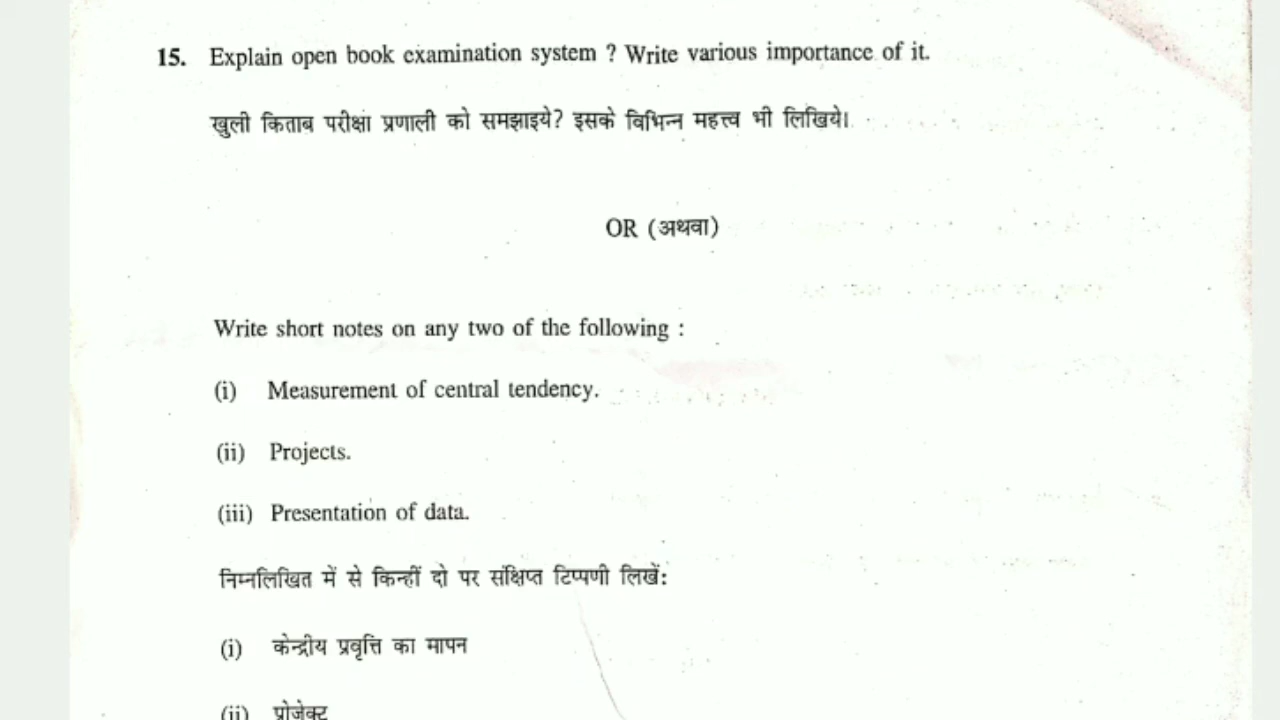 15. Explain open book examination system ? Write various importance of it.
खुली किताब परीक्षा प्रणाली को समझाइये? इसके विभिन्न महत्त्व भी लिखिये।
OR (अथवा)
Write short notes on any two of the following :
(i) Measurement of central tendency.
(ii) Projects.
(iii) Presentation of data.
निम्नलिखित में से किन्हीं दो पर संक्षिप्त टिप्पणी लिखें:
(i) केन्द्रीय प्रवृत्ति का मापन
(ii) प्रोजेक्ट